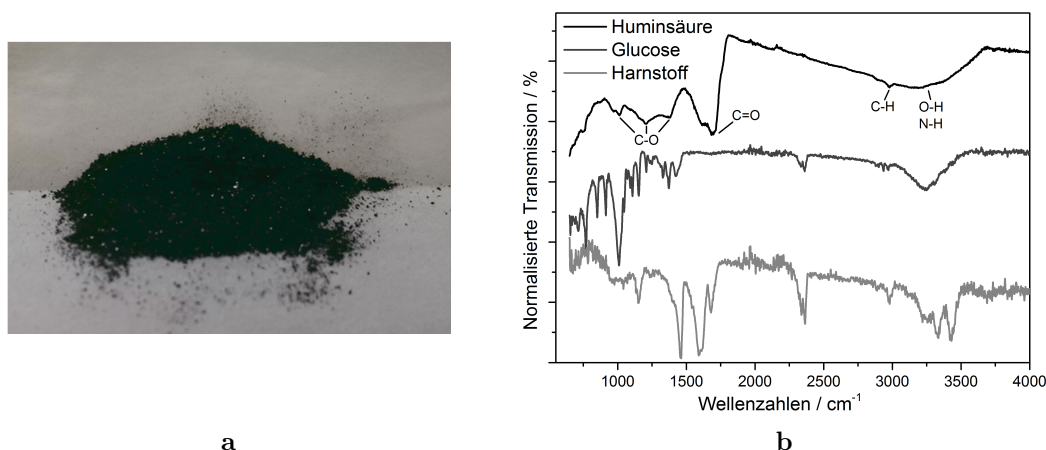 Huminsäure
Glucose
Harnstoff
C-O
C=O
C-H
O-H
N-H
Normalisierte Transmission / %
1000 1500 2000 2500 3000 3500 4000
Wellenzahlen / cm⁻¹
a
b